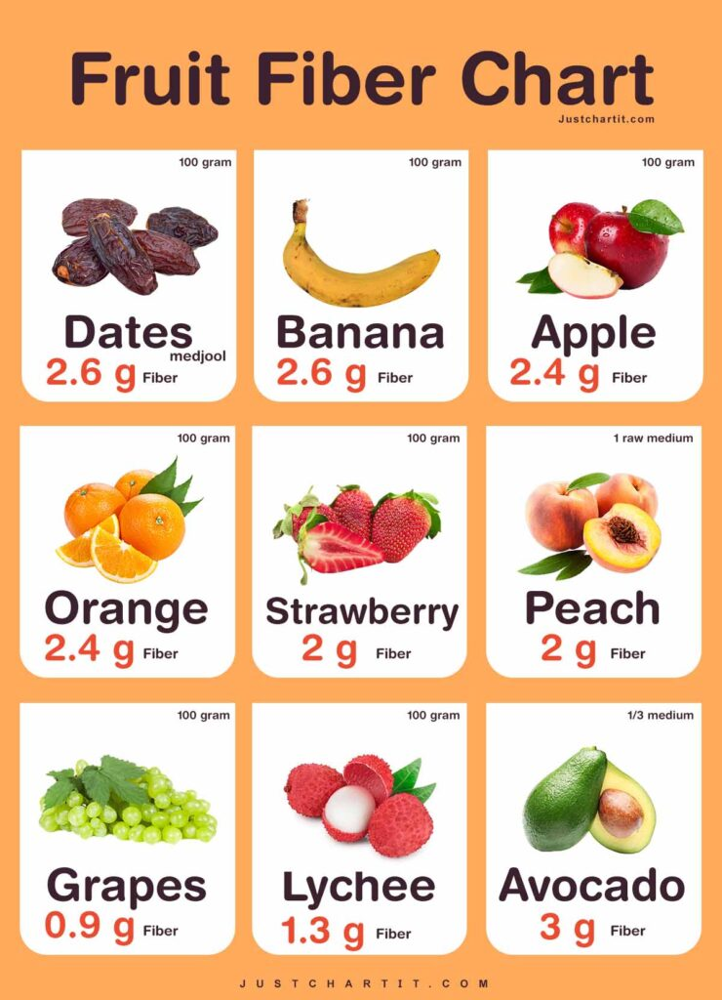 Fruit Fiber Chart
Justchartit.com
100 gram
Dates
medjool
2.6 g Fiber
100 gram
Banana
2.6 g Fiber
100 gram
Apple
2.4 g Fiber
100 gram
Orange
2.4 g Fiber
100 gram
Strawberry
2 g Fiber
1 raw medium
Peach
2 g Fiber
100 gram
Grapes
0.9 g Fiber
100 gram
Lychee
1.3 g Fiber
1/3 medium
Avocado
3 g Fiber
JUSTCHARTIT.COM